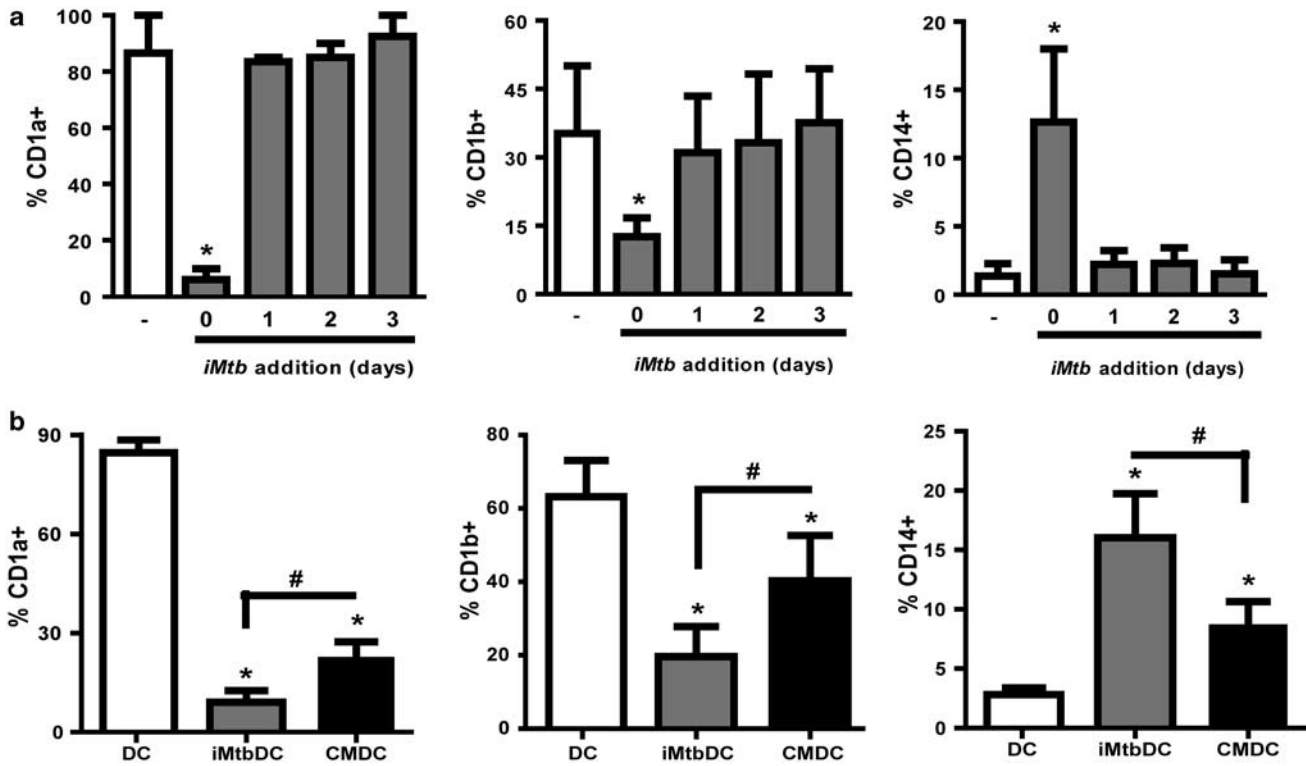 a
% CD1a+
100
80
60
40
20
0
*
- 0 1 2 3
iMtb addition (days)
% CD1b+
60
45
30
15
0
*
- 0 1 2 3
iMtb addition (days)
% CD14+
20
15
10
5
0
*
- 0 1 2 3
iMtb addition (days)
b
% CD1a+
90
60
30
0
#
* *
DC iMtbDC CMDC
% CD1b+
80
60
40
20
0
#
* *
DC iMtbDC CMDC
% CD14+
25
20
15
10
5
0
#
* *
DC iMtbDC CMDC